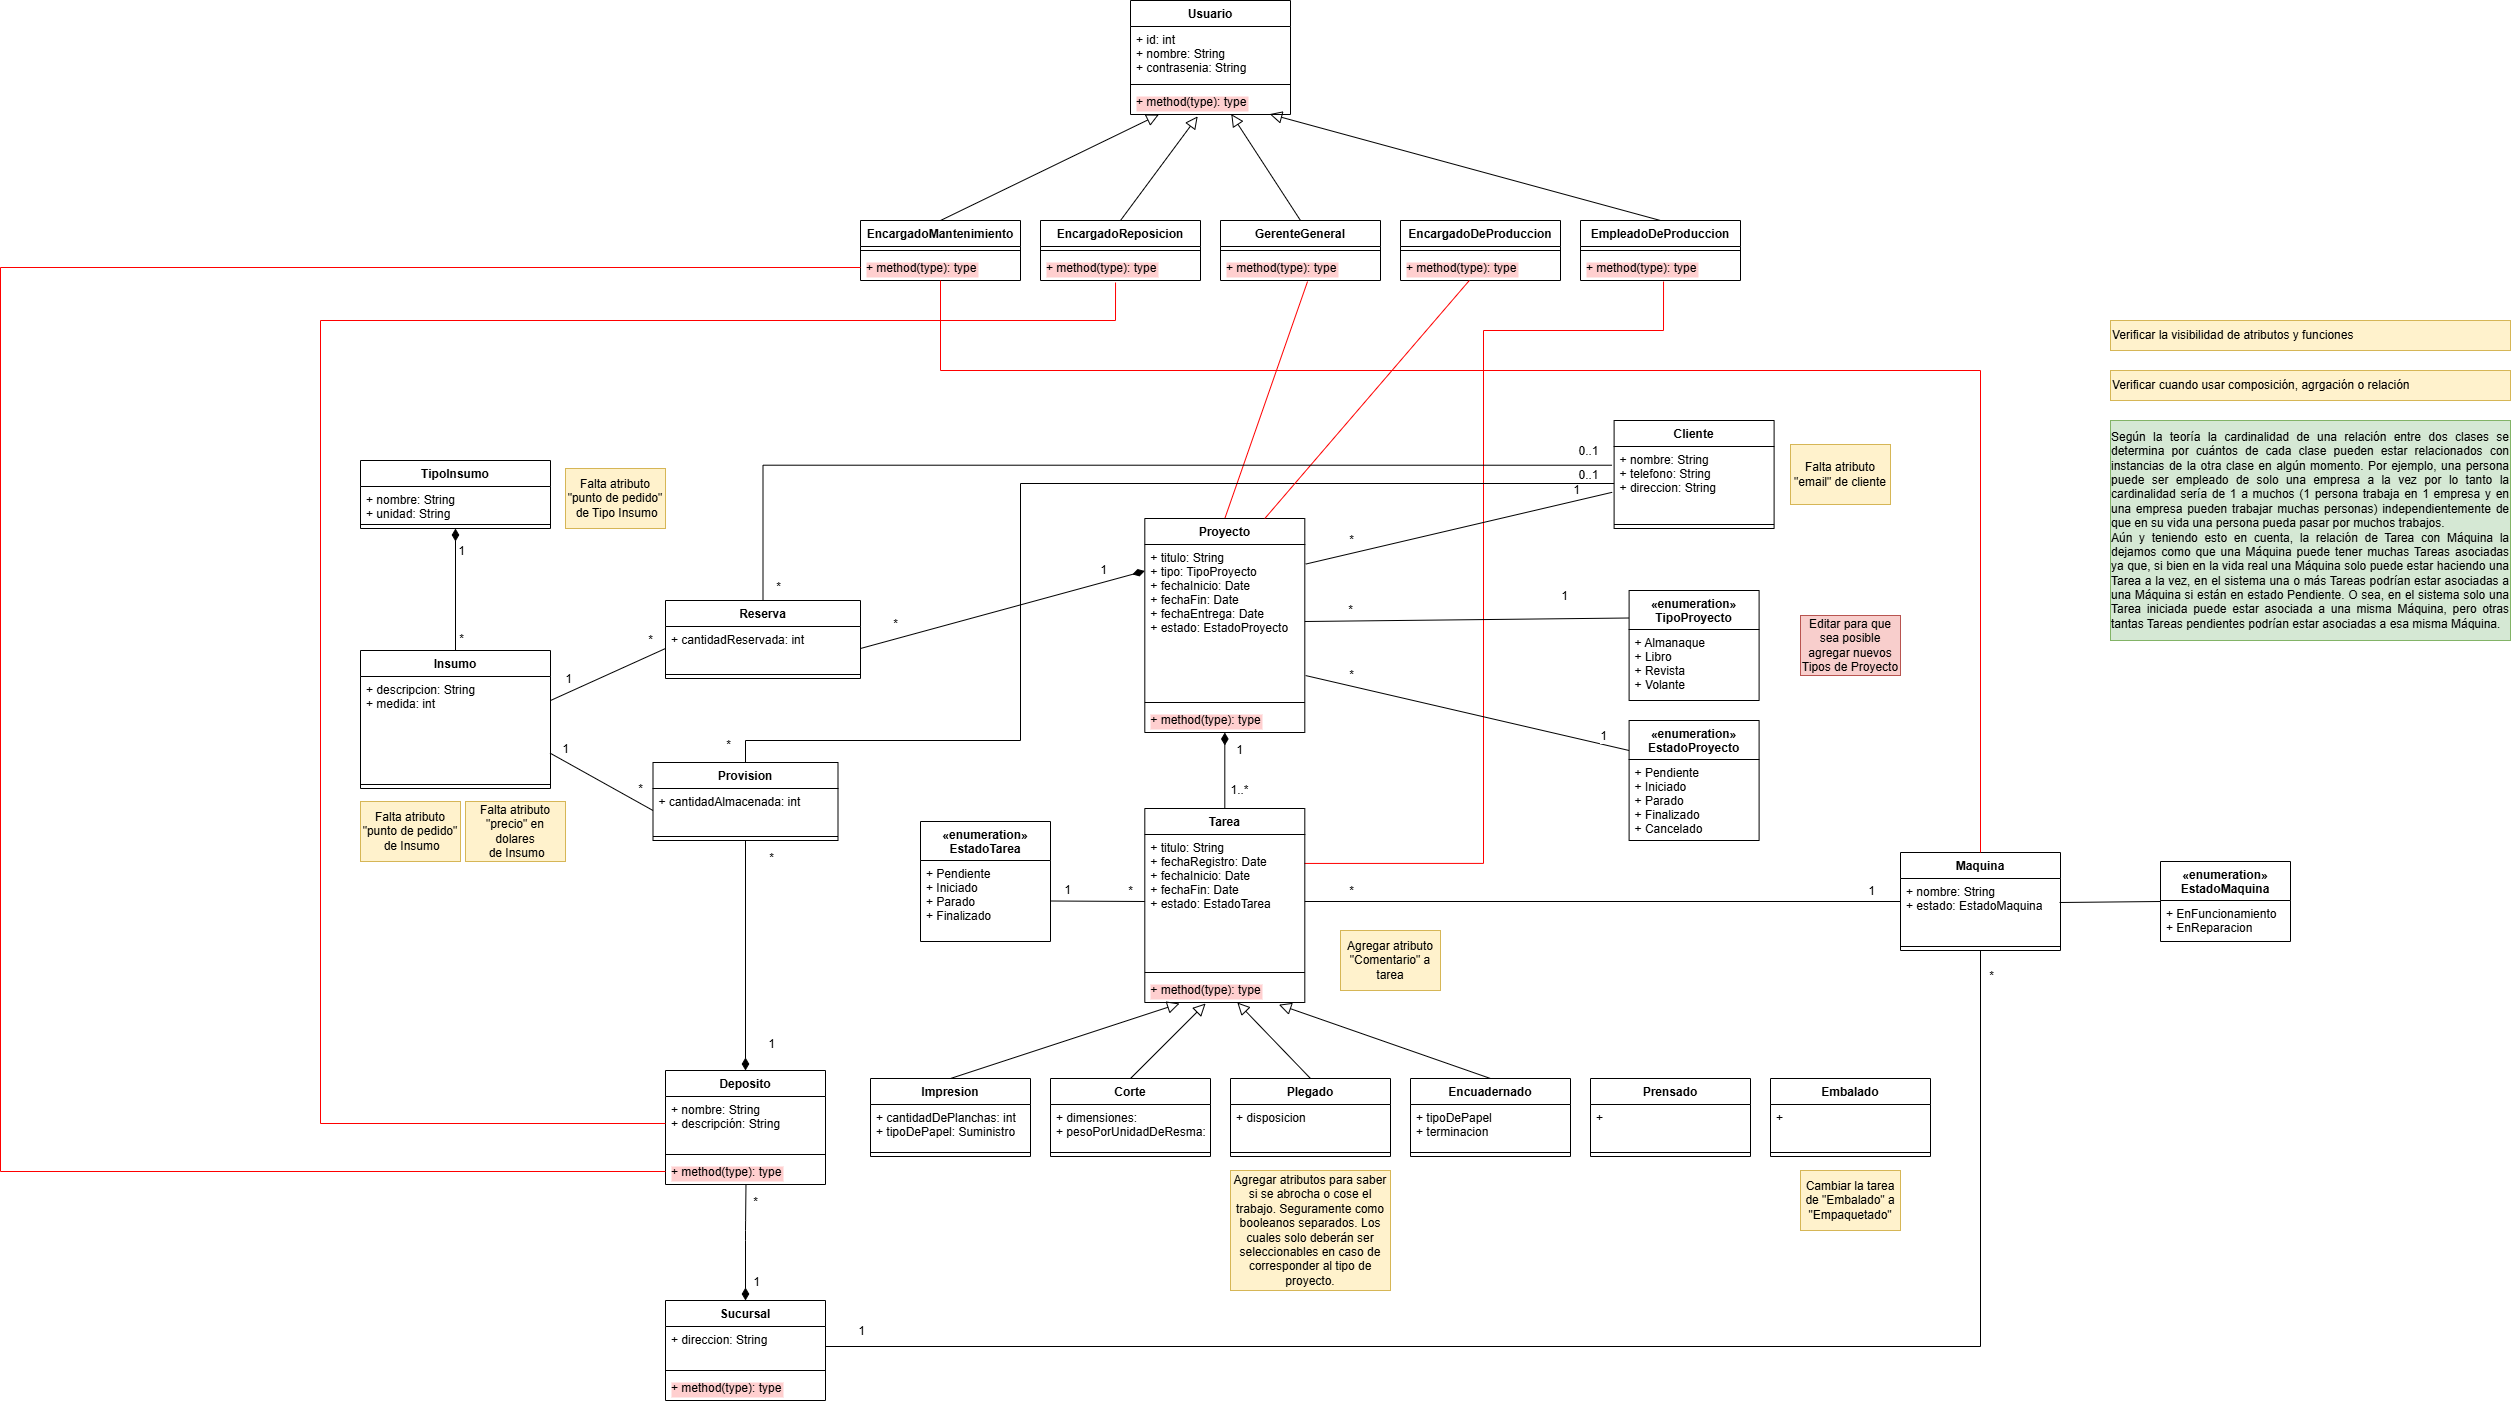 Usuario
+ id: int
+ nombre: String
+ contrasenia: String
+ method(type): type
EncargadoMantenimiento
+ method(type): type
EncargadoReposicion
+ method(type): type
GerenteGeneral
+ method(type): type
EncargadoDeProduccion
+ method(type): type
EmpleadoDeProduccion
+ method(type): type
Verificar la visibilidad de atributos y funciones
Verificar cuando usar composición, agrgación o relación
Según la teoría la cardinalidad de una relación entre dos clases se
determina por cuántos de cada clase pueden estar relacionados con
instancias de la otra clase en algún momento. Por ejemplo, una persona
puede ser empleado de solo una empresa a la vez por lo tanto la
cardinalidad sería de 1 a muchos (1 persona trabaja en 1 empresa y en
una empresa pueden trabajar muchas personas) independientemente de
que en su vida una persona pueda pasar por muchos trabajos.
Aún y teniendo esto en cuenta, la relación de Tarea con Máquina la
dejamos como que una Máquina puede tener muchas Tareas asociadas
ya que, si bien en la vida real una Máquina solo puede estar haciendo una
Tarea a la vez, en el sistema una o más Tareas podrían estar asociadas a
una Máquina si están en estado Pendiente. O sea, en el sistema solo una
Tarea iniciada puede estar asociada a una misma Máquina, pero otras
tantas Tareas pendientes podrían estar asociadas a esa misma Máquina.
Cliente
+ nombre: String
+ telefono: String
+ direccion: String
0..1
0..1
1
Falta atributo
"email" de cliente
TipoInsumo
+ nombre: String
+ unidad: String
Falta atributo
"punto de pedido"
de Tipo Insumo
1
*
Proyecto
+ titulo: String
+ tipo: TipoProyecto
+ fechaInicio: Date
+ fechaFin: Date
+ fechaEntrega: Date
+ estado: EstadoProyecto
+ method(type): type
*
1
*
*
*
1
«enumeration»
TipoProyecto
+ Almanaque
+ Libro
+ Revista
+ Volante
Editar para que
sea posible
agregar nuevos
Tipos de Proyecto
Reserva
+ cantidadReservada: int
*
*
1
Insumo
+ descripcion: String
+ medida: int
1
*
Falta atributo
"punto de pedido"
de Insumo
Falta atributo
"precio" en
dolares
de Insumo
*
Provision
+ cantidadAlmacenada: int
*
1
«enumeration»
EstadoProyecto
+ Pendiente
+ Iniciado
+ Parado
+ Finalizado
+ Cancelado
1
1..*
Tarea
+ titulo: String
+ fechaRegistro: Date
+ fechaInicio: Date
+ fechaFin: Date
+ estado: EstadoTarea
+ method(type): type
«enumeration»
EstadoTarea
+ Pendiente
+ Iniciado
+ Parado
+ Finalizado
1
*
*
1
Maquina
+ nombre: String
+ estado: EstadoMaquina
«enumeration»
EstadoMaquina
+ EnFuncionamiento
+ EnReparacion
Agregar atributo
"Comentario" a
tarea
*
1
Deposito
+ nombre: String
+ descripción: String
+ method(type): type
Impresion
+ cantidadDePlanchas: int
+ tipoDePapel: Suministro
Corte
+ dimensiones:
+ pesoPorUnidadDeResma:
Plegado
+ disposicion
Encuadernado
+ tipoDePapel
+ terminacion
Prensado
+
Embalado
+
Agregar atributos para saber
si se abrocha o cose el
trabajo. Seguramente como
booleanos separados. Los
cuales solo deberán ser
seleccionables en caso de
corresponder al tipo de
proyecto.
Cambiar la tarea
de "Embalado" a
"Empaquetado"
*
1
Sucursal
+ direccion: String
+ method(type): type
1